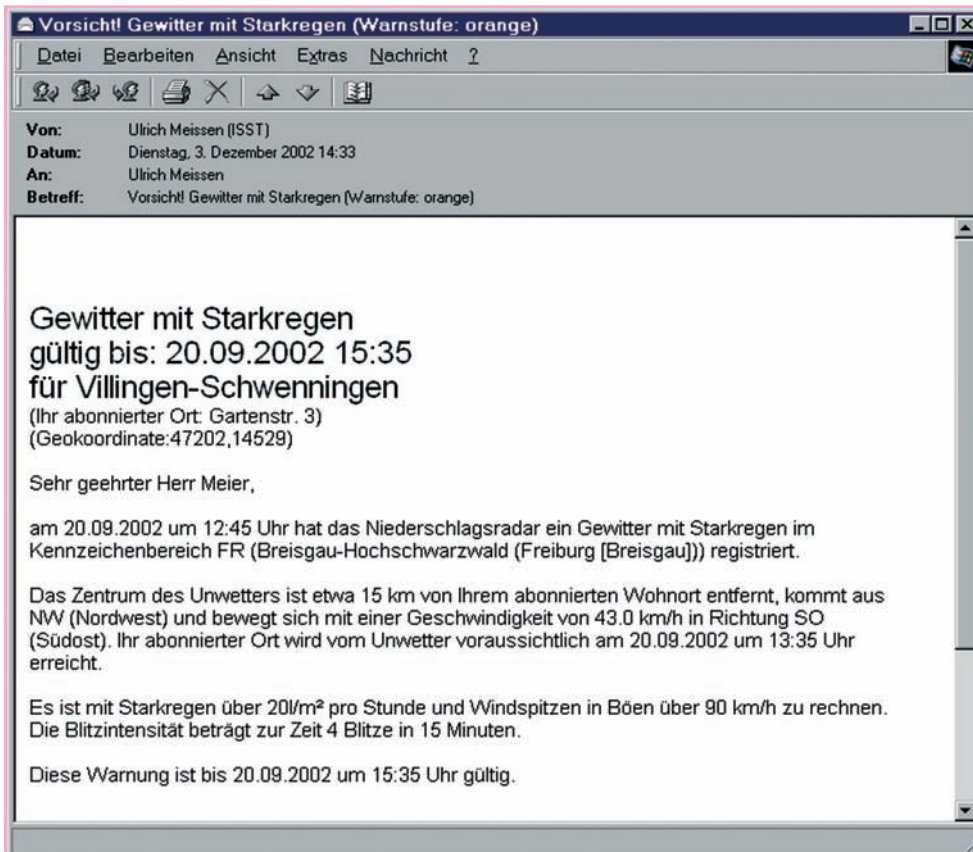 Vorsicht! Gewitter mit Starkregen (Warnstufe: orange)
Datei Bearbeiten Ansicht Extras Nachricht ?
Von: Ulrich Meissen (ISST)
Datum: Dienstag, 3. Dezember 2002 14:33
An: Ulrich Meissen
Betreff: Vorsicht! Gewitter mit Starkregen (Warnstufe: orange)
Gewitter mit Starkregen
gültig bis: 20.09.2002 15:35
für Villingen-Schwenningen
(Ihr abonnierter Ort: Gartenstr. 3)
(Geokoordinate:47202,14529)
Sehr geehrter Herr Meier,
am 20.09.2002 um 12:45 Uhr hat das Niederschlagsradar ein Gewitter mit Starkregen im
Kennzeichenbereich FR (Breisgau-Hochschwarzwald (Freiburg [Breisgau])) registriert.
Das Zentrum des Unwetters ist etwa 15 km von Ihrem abonnierten Wohnort entfernt, kommt aus
NW (Nordwest) und bewegt sich mit einer Geschwindigkeit von 43.0 km/h in Richtung SO
(Südost). Ihr abonnierter Ort wird vom Unwetter voraussichtlich am 20.09.2002 um 13:35 Uhr
erreicht.
Es ist mit Starkregen über 20l/m² pro Stunde und Windspitzen in Böen über 90 km/h zu rechnen.
Die Blitzintensität beträgt zur Zeit 4 Blitze in 15 Minuten.
Diese Warnung ist bis 20.09.2002 um 15:35 Uhr gültig.